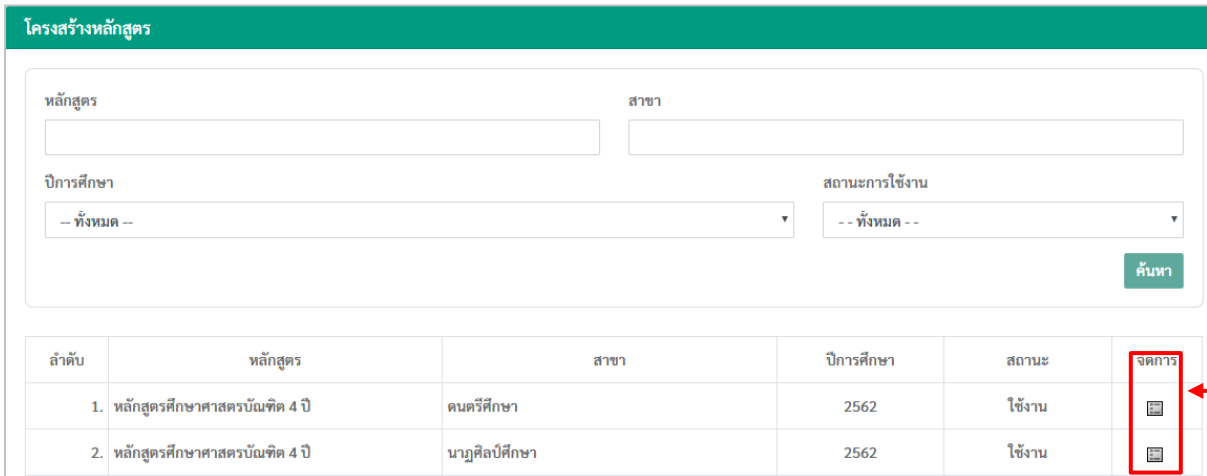 โครงสร้างหลักสูตร
หลักสูตร สาขา
ปีการศึกษา สถานะการใช้งาน
-- ทั้งหมด -- - - ทั้งหมด - -
ค้นหา
ลำดับ หลักสูตร สาขา ปีการศึกษา สถานะ จัดการ
1. หลักสูตรศึกษาศาสตรบัณฑิต 4 ปี ดนตรีศึกษา 2562 ใช้งาน
2. หลักสูตรศึกษาศาสตรบัณฑิต 4 ปี นาฏศิลป์ศึกษา 2562 ใช้งาน